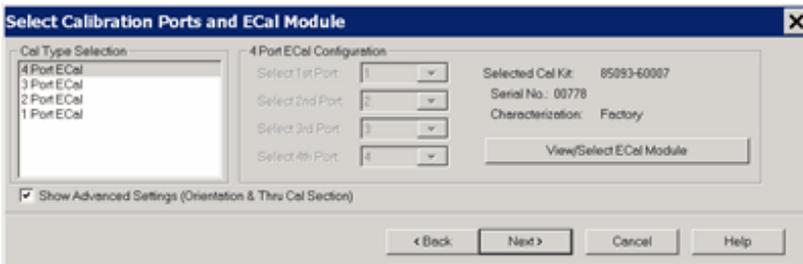 Select Calibration Ports and ECal Module
Cal Type Selection
4 Port ECal
3 Port ECal
2 Port ECal
1 Port ECal
4 Port ECal Configuration
Select 1st Port: 1
Select 2nd Port: 2
Select 3rd Port: 3
Select 4th Port: 4
Selected Cal Kit: 85093-60007
Serial No.: 00778
Characterization: Factory
View/Select ECal Module
Show Advanced Settings (Orientation & Thru Cal Section)
< Back
Next >
Cancel
Help